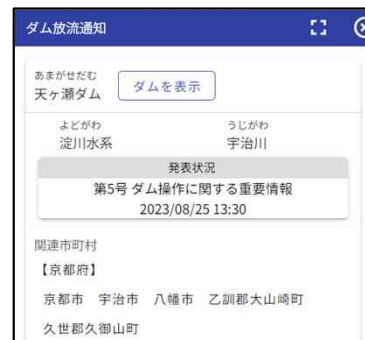 ダム放流通知
あまがせだむ
天ヶ瀬ダム ダムを表示
よどがわ うじがわ
淀川水系 宇治川
発表状況
第5号 ダム操作に関する重要情報
2023/08/25 13:30
関連市町村
【京都府】
京都市 宇治市 八幡市 乙訓郡大山崎町
久世郡久御山町